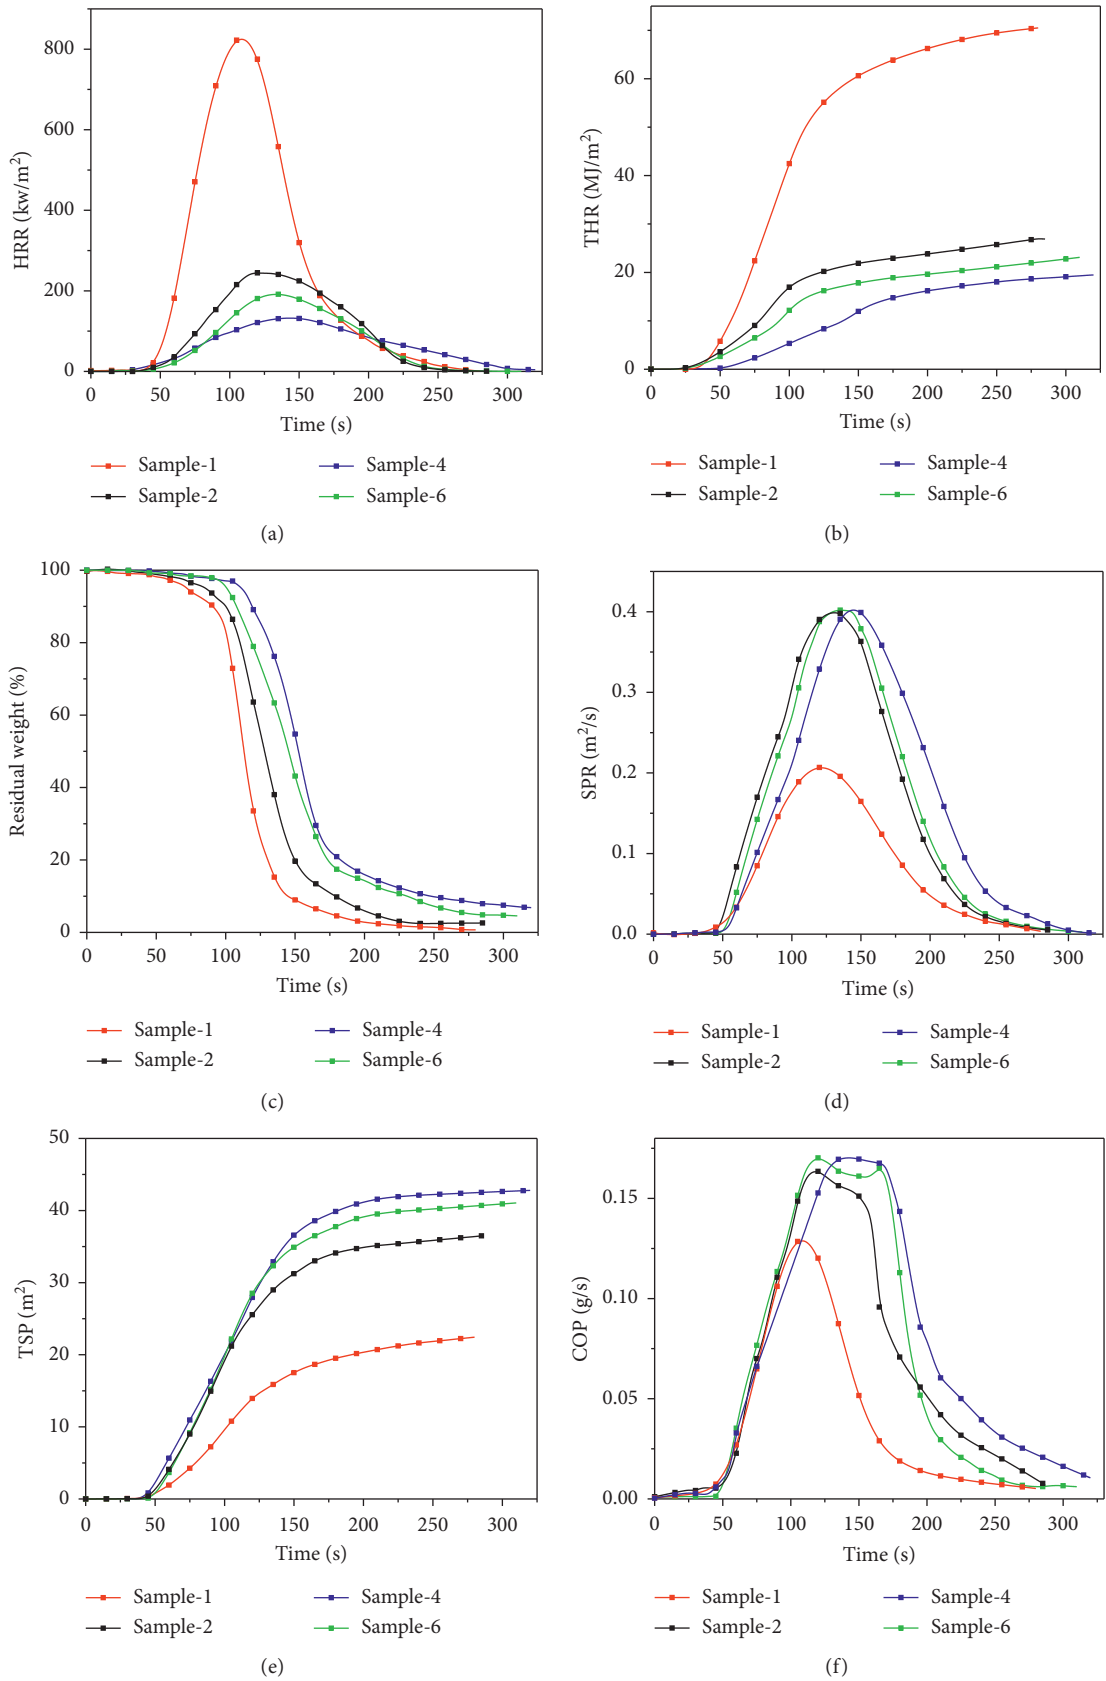 HRR (kw/m²)
800
600
400
200
0
0 50 100 150 200 250 300
Time (s)
Sample-1 Sample-4
Sample-2 Sample-6
(a)
THR (MJ/m²)
60
40
20
0
0 50 100 150 200 250 300
Time (s)
Sample-1 Sample-4
Sample-2 Sample-6
(b)
Residual weight (%)
100
80
60
40
20
0
0 50 100 150 200 250 300
Time (s)
Sample-1 Sample-4
Sample-2 Sample-6
(c)
SPR (m²/s)
0.4
0.3
0.2
0.1
0.0
0 50 100 150 200 250 300
Time (s)
Sample-1 Sample-4
Sample-2 Sample-6
(d)
TSP (m²)
50
40
30
20
10
0
0 50 100 150 200 250 300
Time (s)
Sample-1 Sample-4
Sample-2 Sample-6
(e)
COP (g/s)
0.15
0.10
0.05
0.00
0 50 100 150 200 250 300
Time (s)
Sample-1 Sample-4
Sample-2 Sample-6
(f)